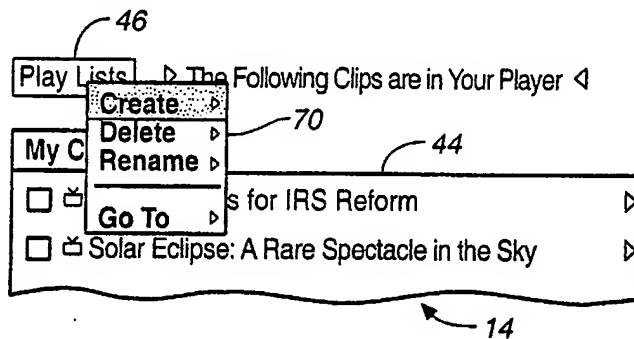 46
Play Lists ▷ The Following Clips are in Your Player ◁
Create ▷
Delete ▷
70
Rename ▷
44
My C
Go To ▷
s for IRS Reform ▷
Solar Eclipse: A Rare Spectacle in the Sky ▷
14